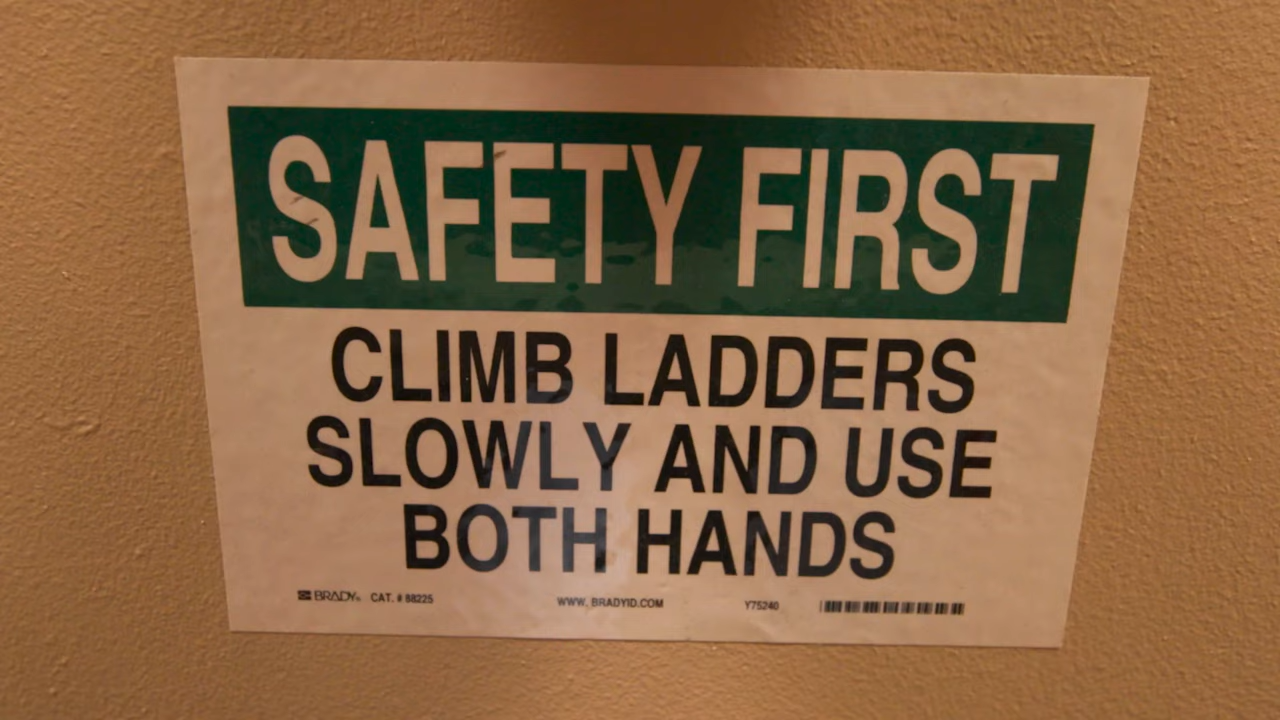 SAFETY FIRST
CLIMB LADDERS
SLOWLY AND USE
BOTH HANDS
BRADY® CAT. # 88225 WWW. BRADYID.COM Y75240